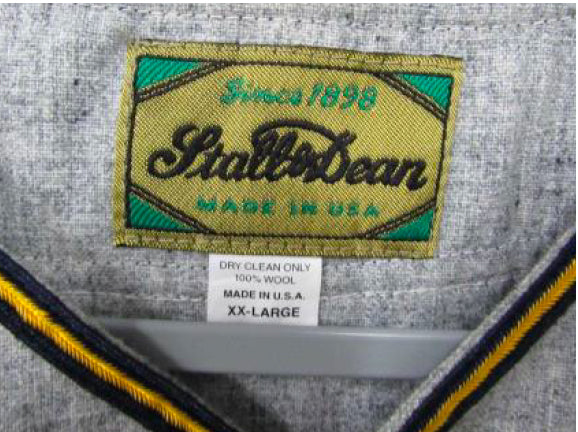 Since 1898
Stall & Dean
MADE IN USA
DRY CLEAN ONLY
100% WOOL
MADE IN U.S.A.
XX-LARGE